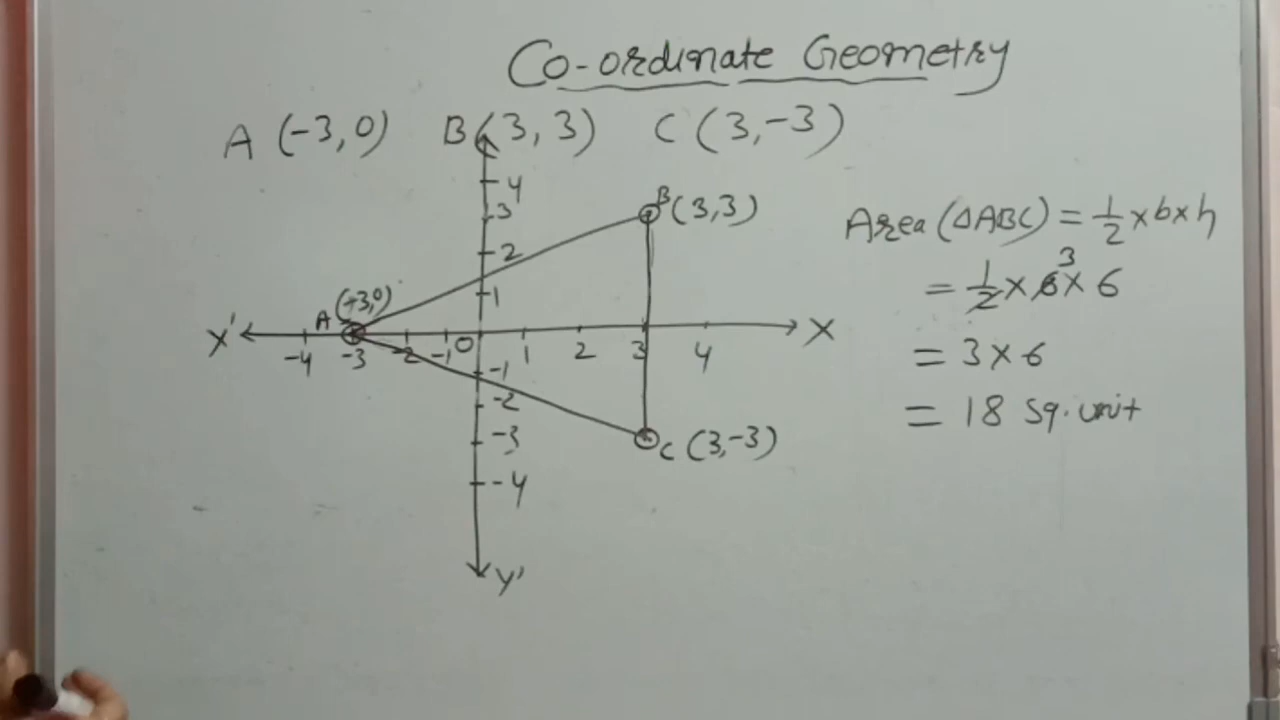 Co-ordinate Geometry
A (-3,0) B(3, 3) C (3,-3)
4
3
2
1
B(3,3)
A (-3,0)
X' -4 -3 -2 -1 0 1 2 3 4 X
-1
-2
-3
-4
C (3,-3)
Y'
Area (△ABC) = 1/2 × b × h
= 1/2 × 6 3 × 6
= 3 × 6
= 18 Sq. unit